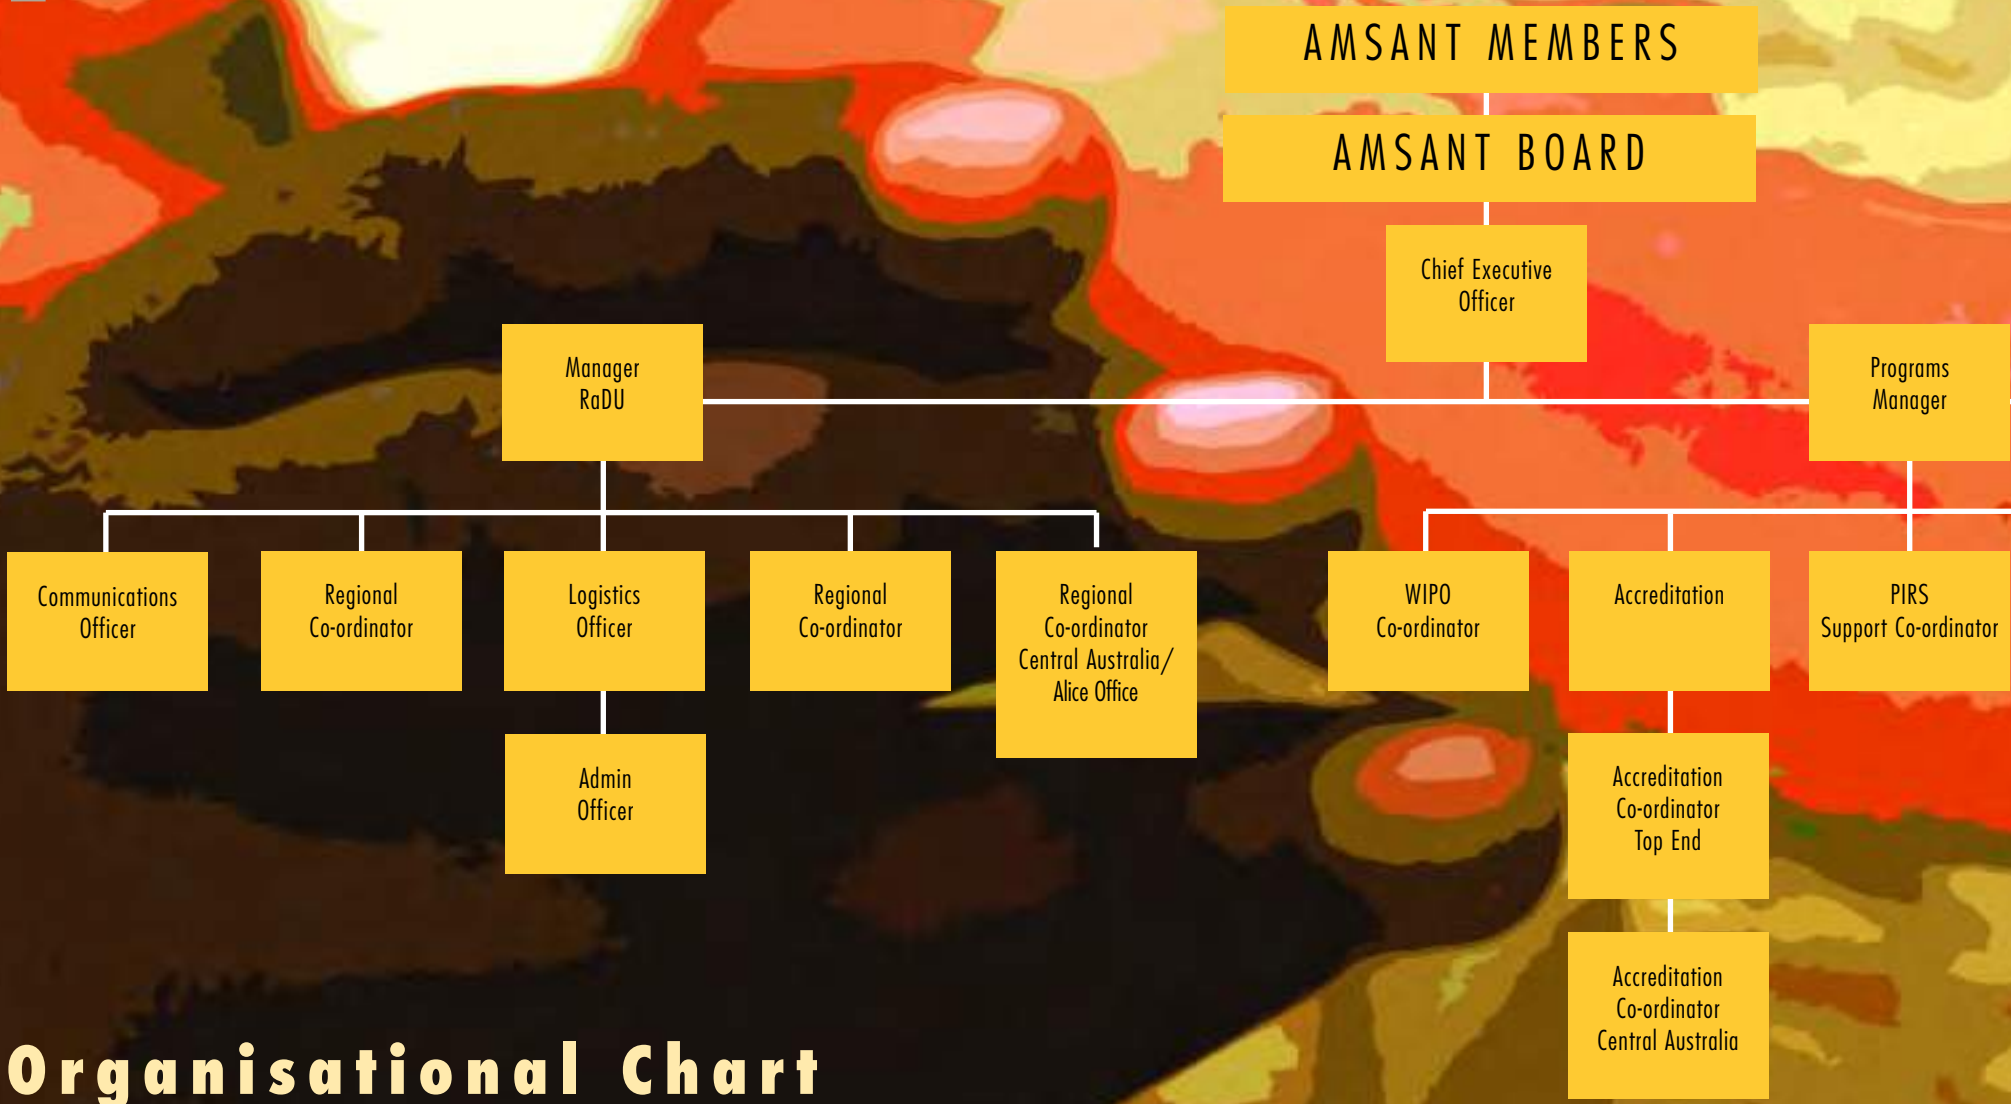 AMSANT MEMBERS
AMSANT BOARD
Chief Executive
Officer
Manager
RaDU
Programs
Manager
Communications
Officer
Regional
Co-ordinator
Logistics
Officer
Regional
Co-ordinator
Regional
Co-ordinator
Central Australia/
Alice Office
WIPO
Co-ordinator
Accreditation
PIRS
Support Co-ordinator
Admin
Officer
Accreditation
Co-ordinator
Top End
Accreditation
Co-ordinator
Central Australia
Organisational Chart